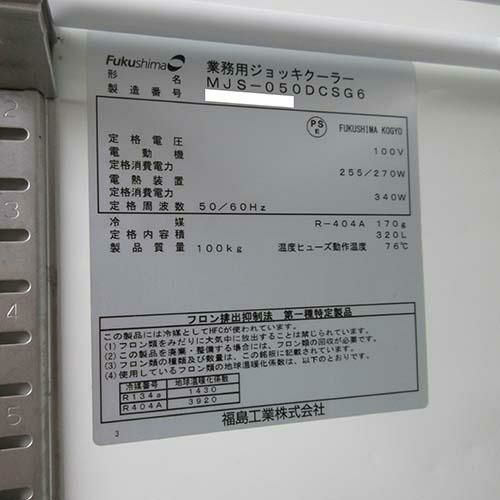 Fukushima 業務用ジョッキクーラー
形名 MJS-050DCSG6
製造番号
PS E FUKUSHIMA KOGYO
定格電圧 100V
電動機
定格消費電力 255/270W
電熱装置
定格消費電力 340W
定格周波数 50/60Hz
冷媒 R-404A 170g
定格内容積 320L
製品質量 100kg 温度ヒューズ動作温度 76℃
フロン排出抑制法 第一種特定製品
この製品には冷媒としてHFCが使われています。
(1)フロン類をみだりに大気中に放出することは禁じられています。
(2)この製品を廃棄・整備する場合には、フロン類の回収が必要です。
(3)フロン類の種類及び数量は、この銘板に記載されています。
(4)使用しているフロン類の地球温暖化係数は、以下のとおりです。
冷媒番号 地球温暖化係数
R134a 1430
R404A 3920
福島工業株式会社
3
2
3
4
5